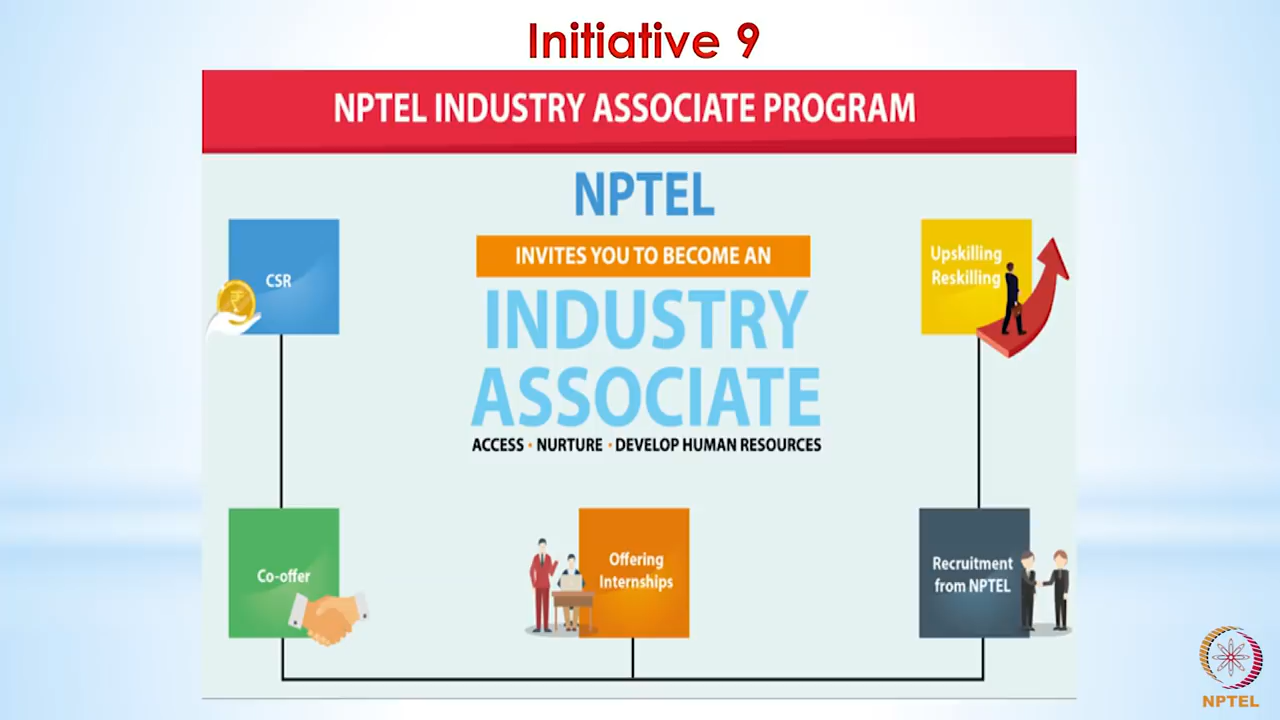 Initiative 9
NPTEL INDUSTRY ASSOCIATE PROGRAM
NPTEL
INVITES YOU TO BECOME AN
INDUSTRY
ASSOCIATE
ACCESS · NURTURE · DEVELOP HUMAN RESOURCES
CSR
Upskilling
Reskilling
Co-offer
Offering
Internships
Recruitment
from NPTEL
NPTEL